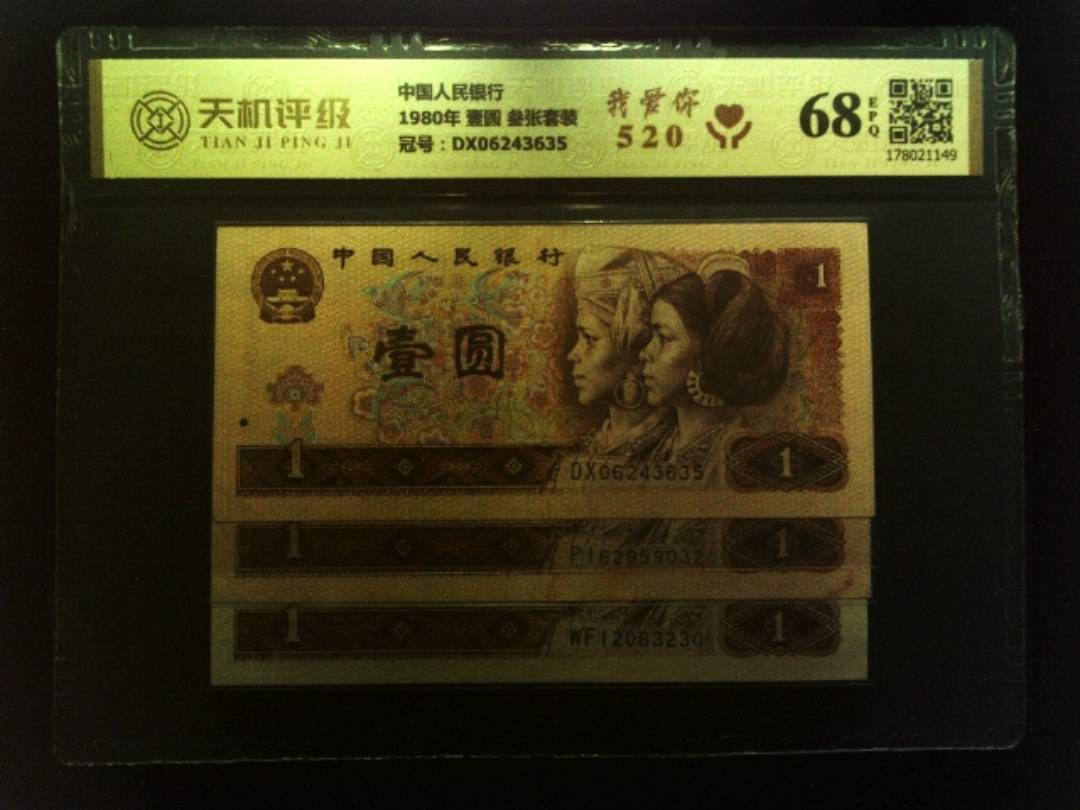 天机评级
TIAN JI PING JI
中国人民银行
1980年 壹圆 叁张套装
冠号：DX06243635
我爱你
520
68
EPQ
178021149
中国人民银行
1
壹圆
1
DX06243635
1
1
PI62959032
1
1
WF12083230
1